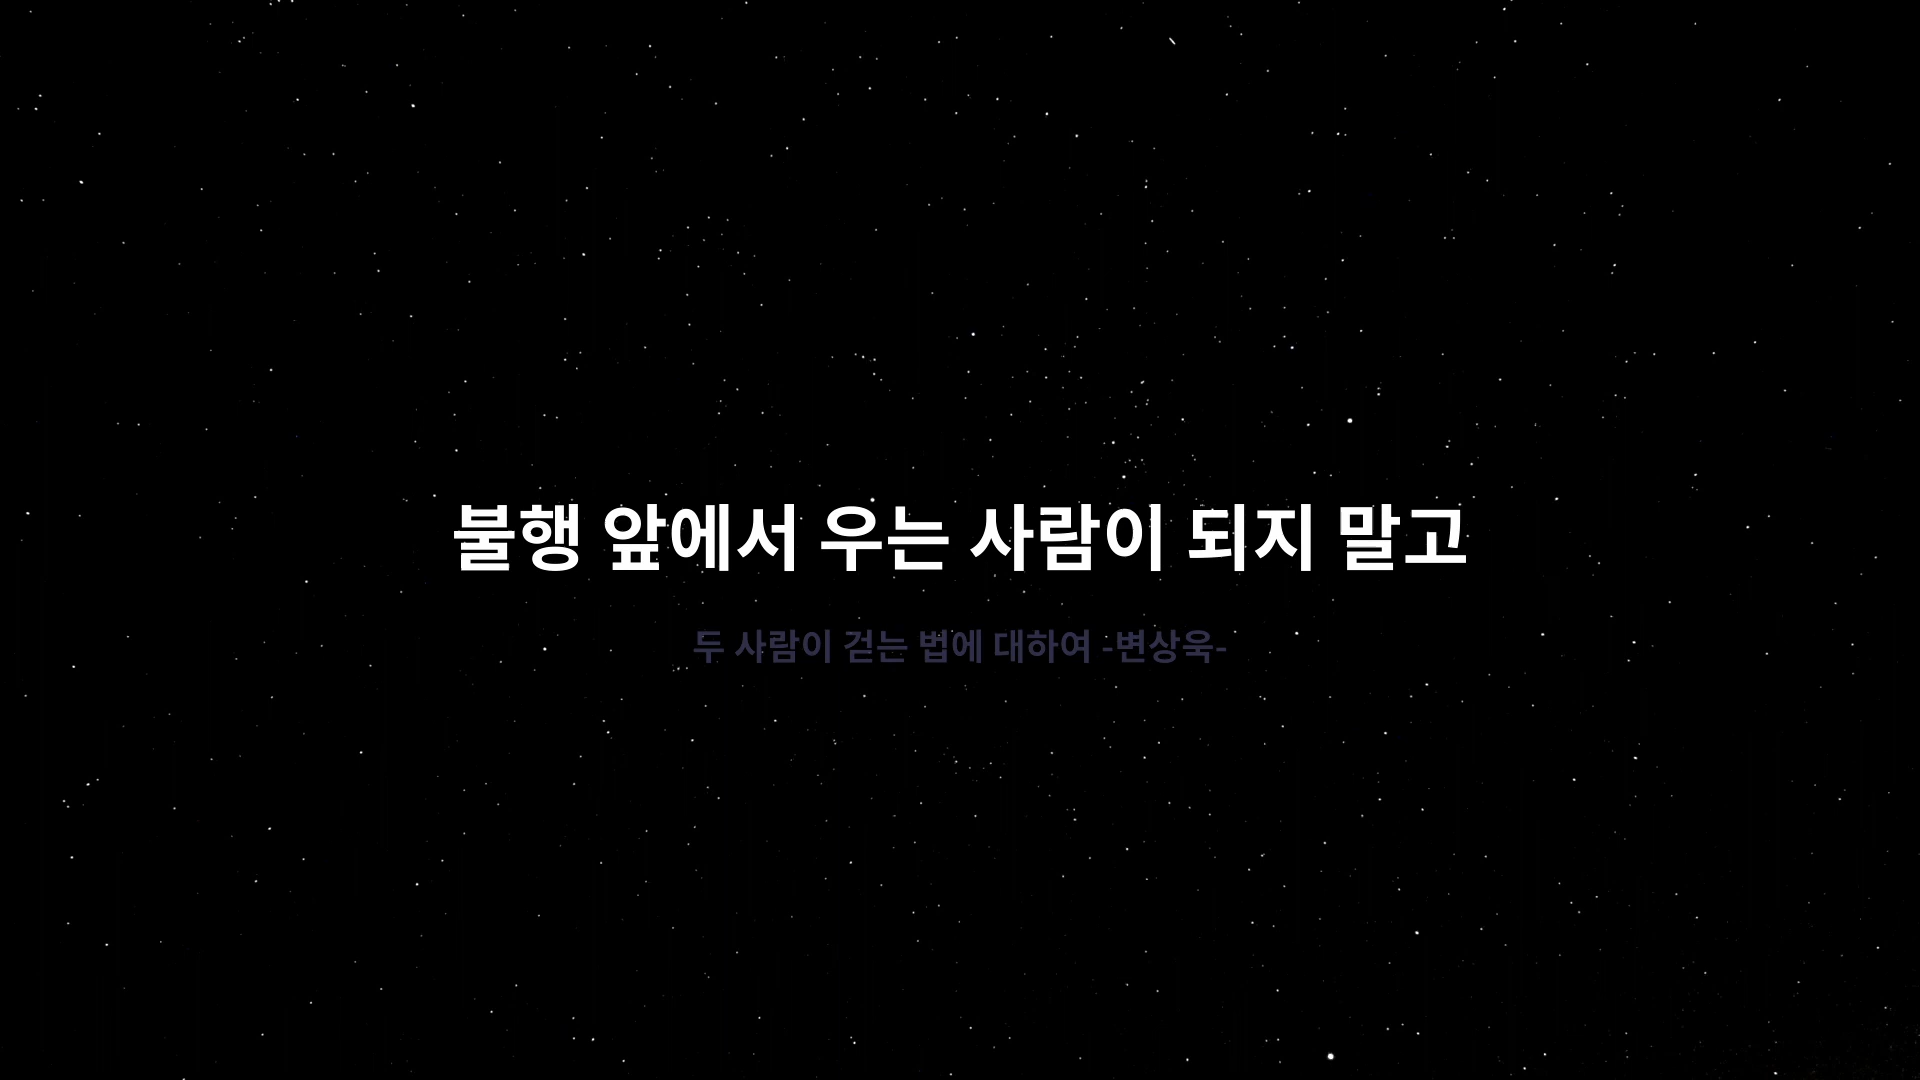 불행 앞에서 우는 사람이 되지 말고
두 사람이 걷는 법에 대하여 -변상욱-